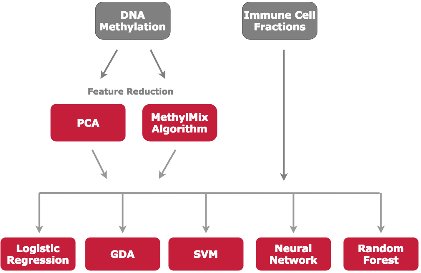 DNA
Methylation
Immune Cell
Fractions
Feature Reduction
PCA
MethylMix
Algorithm
Logistic
Regression
GDA
SVM
Neural
Network
Random
Forest